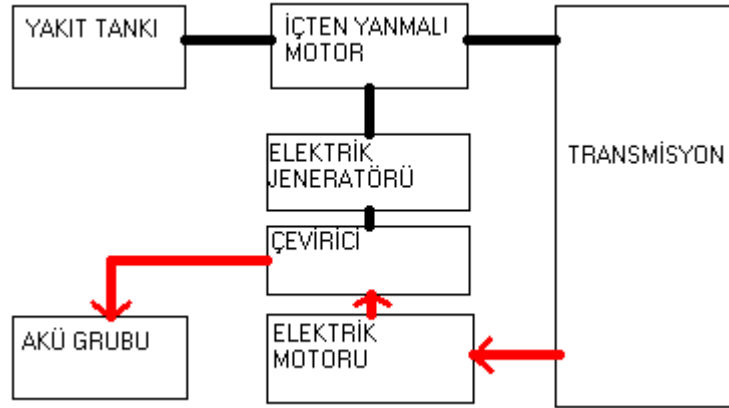 YAKIT TANKI
İÇTEN YANMALI
MOTOR
ELEKTRİK
JENERATÖRÜ
TRANSMİSYON
ÇEVİRİCİ
AKÜ GRUBU
ELEKTRİK
MOTORU